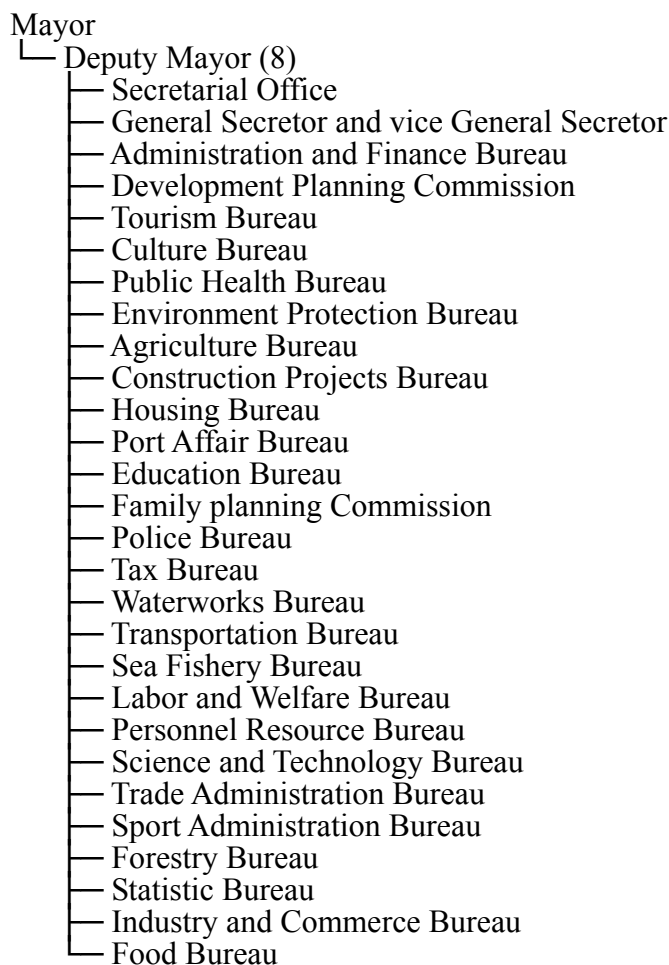 Mayor
Deputy Mayor (8)
Secretarial Office
General Secretor and vice General Secretor
Administration and Finance Bureau
Development Planning Commission
Tourism Bureau
Culture Bureau
Public Health Bureau
Environment Protection Bureau
Agriculture Bureau
Construction Projects Bureau
Housing Bureau
Port Affair Bureau
Education Bureau
Family planning Commission
Police Bureau
Tax Bureau
Waterworks Bureau
Transportation Bureau
Sea Fishery Bureau
Labor and Welfare Bureau
Personnel Resource Bureau
Science and Technology Bureau
Trade Administration Bureau
Sport Administration Bureau
Forestry Bureau
Statistic Bureau
Industry and Commerce Bureau
Food Bureau